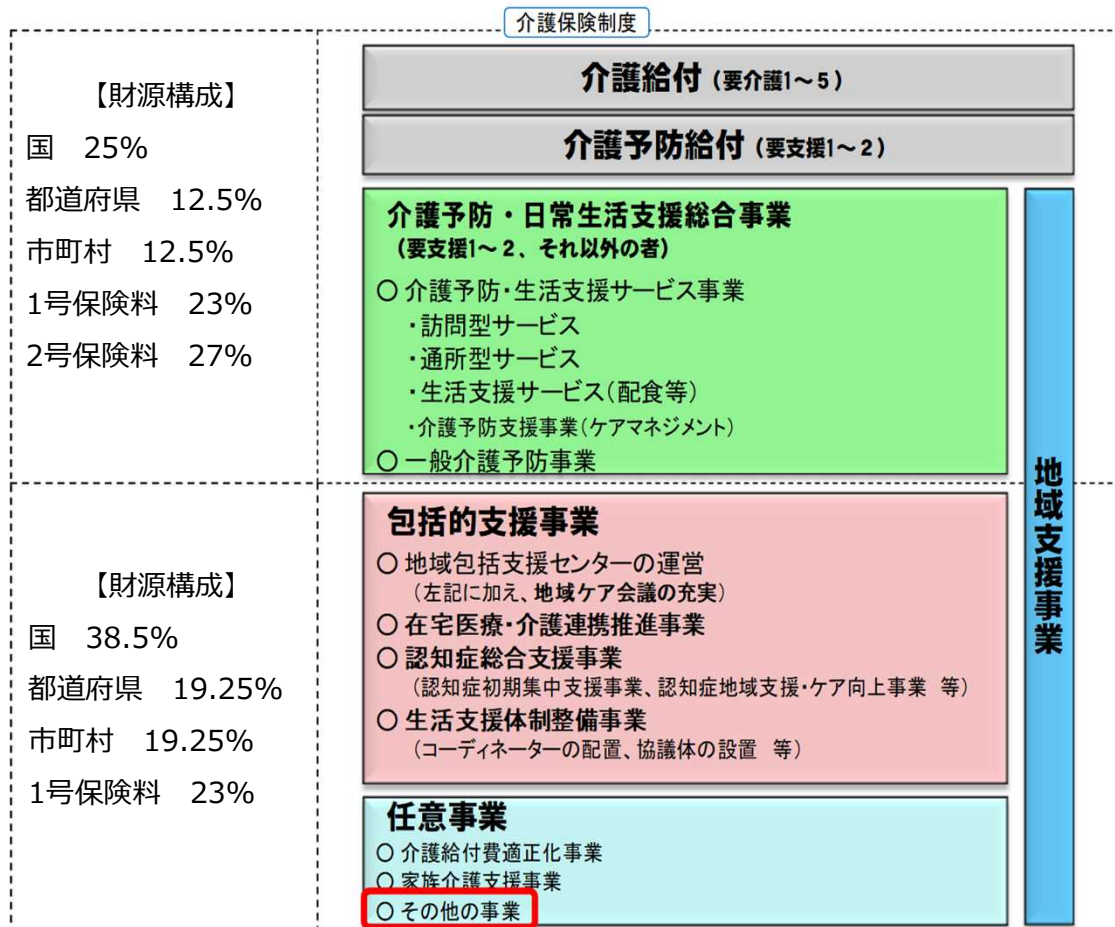 介護保険制度
【財源構成】
国　25%
都道府県　12.5%
市町村　12.5%
1号保険料　23%
2号保険料　27%
介護給付（要介護1～5）
介護予防給付（要支援1～2）
介護予防・日常生活支援総合事業
（要支援1～2、それ以外の者）
○ 介護予防・生活支援サービス事業
・訪問型サービス
・通所型サービス
・生活支援サービス（配食等）
・介護予防支援事業（ケアマネジメント）
○ 一般介護予防事業
【財源構成】
国　38.5%
都道府県　19.25%
市町村　19.25%
1号保険料　23%
包括的支援事業
○ 地域包括支援センターの運営
（左記に加え、地域ケア会議の充実）
○ 在宅医療・介護連携推進事業
○ 認知症総合支援事業
（認知症初期集中支援事業、認知症地域支援・ケア向上事業　等）
○ 生活支援体制整備事業
（コーディネーターの配置、協議体の設置　等）
任意事業
○ 介護給付費適正化事業
○ 家族介護支援事業
○ その他の事業
地域支援事業